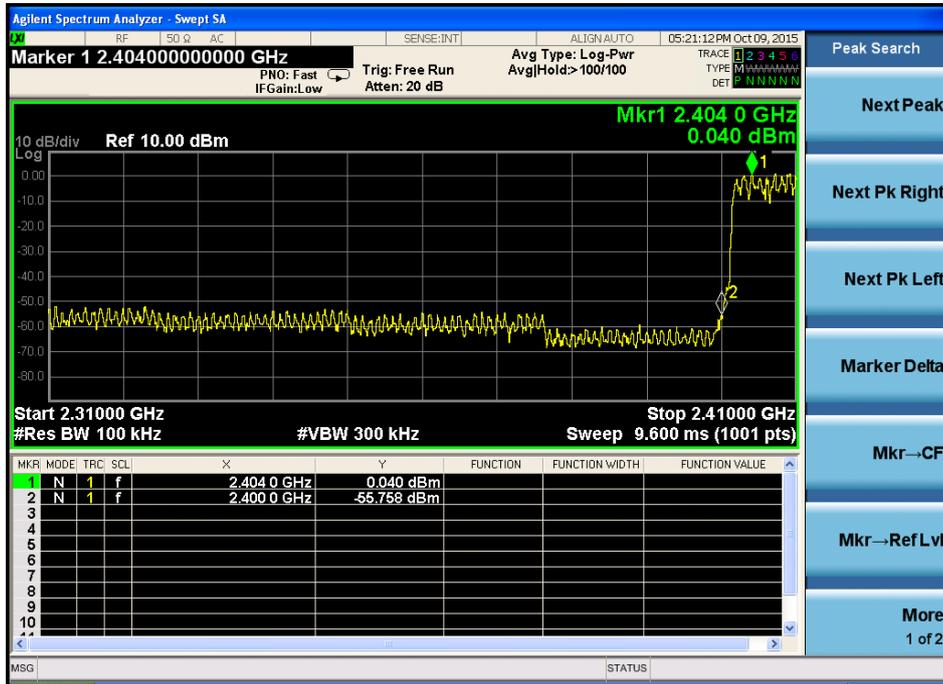 Agilent Spectrum Analyzer - Swept SA
LXI RF 50 Ω AC SENSE:INT ALIGN AUTO 05:21:12 PM Oct 09, 2015
Marker 1 2.404000000000 GHz
PNO: Fast
IFGain:Low
Trig: Free Run
Atten: 20 dB
Avg Type: Log-Pwr
Avg|Hold:>100/100
TRACE 1 2 3 4 5 6
TYPE M WWWWW
DET P N N N N N
Peak Search
Next Peak
Next Pk Right
Next Pk Left
Marker Delta
Mkr→CF
Mkr→Ref Lvl
More
1 of 2
Mkr1 2.404 0 GHz
0.040 dBm
10 dB/div Ref 10.00 dBm
Log
0.00
-10.0
-20.0
-30.0
-40.0
-50.0
-60.0
-70.0
-80.0
1
2
Start 2.31000 GHz Stop 2.41000 GHz
#Res BW 100 kHz #VBW 300 kHz Sweep 9.600 ms (1001 pts)
MKR MODE TRC SCL X Y FUNCTION FUNCTION WIDTH FUNCTION VALUE
1 N 1 f 2.404 0 GHz 0.040 dBm
2 N 1 f 2.400 0 GHz -55.758 dBm
3
4
5
6
7
8
9
10
11
MSG STATUS